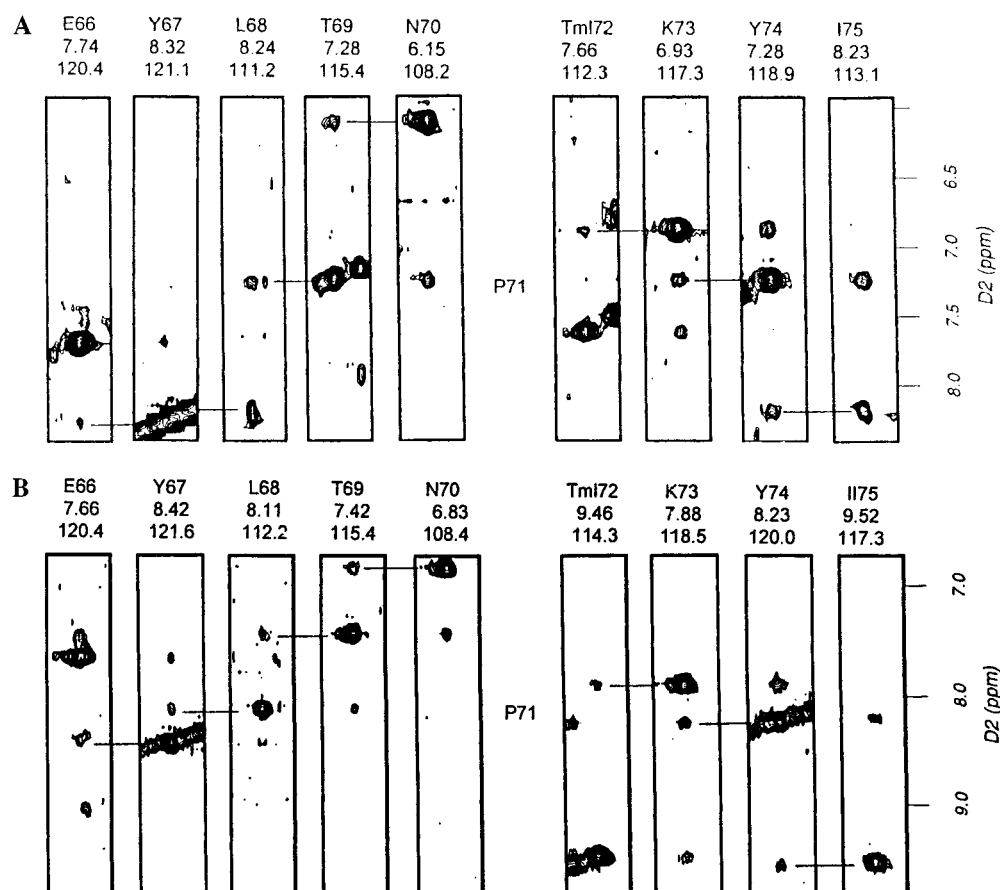 A
E66 Y67 L68 T69 N70 TmI72 K73 Y74 I75
7.74 8.32 8.24 7.28 6.15 7.66 6.93 7.28 8.23
120.4 121.1 111.2 115.4 108.2 112.3 117.3 118.9 113.1
6.5
7.0
P71
7.5
8.0
D2 (ppm)
B
E66 Y67 L68 T69 N70 TmI72 K73 Y74 Il75
7.66 8.42 8.11 7.42 6.83 9.46 7.88 8.23 9.52
120.4 121.6 112.2 115.4 108.4 114.3 118.5 120.0 117.3
7.0
8.0
P71
9.0
D2 (ppm)